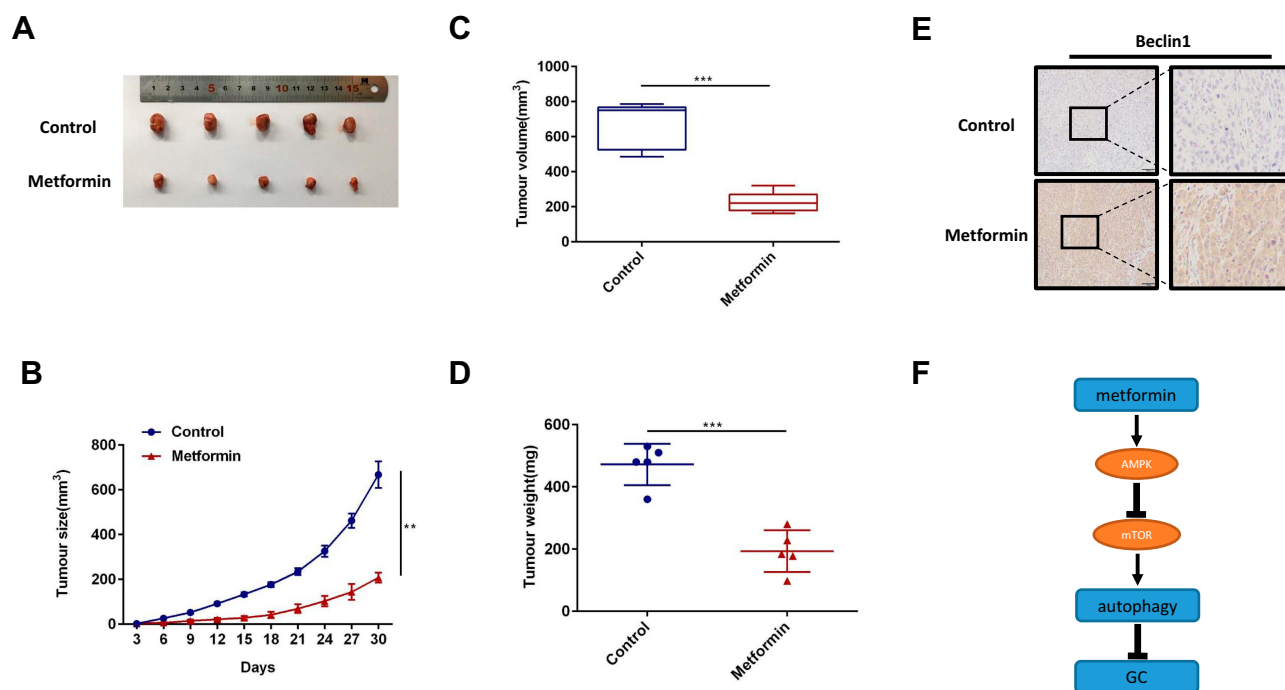 A
1 2 3 4 5 6 7 8 9 10 11 12 13 14 15
Control
Metformin
B
Control
Metformin
Tumour size(mm3)
800
600
400
200
0
**
3 6 9 12 15 18 21 24 27 30
Days
C
Tumour volume(mm3)
1000
800
600
400
200
0
***
Control
Metformin
D
Tumour weight(mg)
600
400
200
0
***
Control
Metformin
E
Beclin1
Control
Metformin
F
metformin
AMPK
mTOR
autophagy
GC